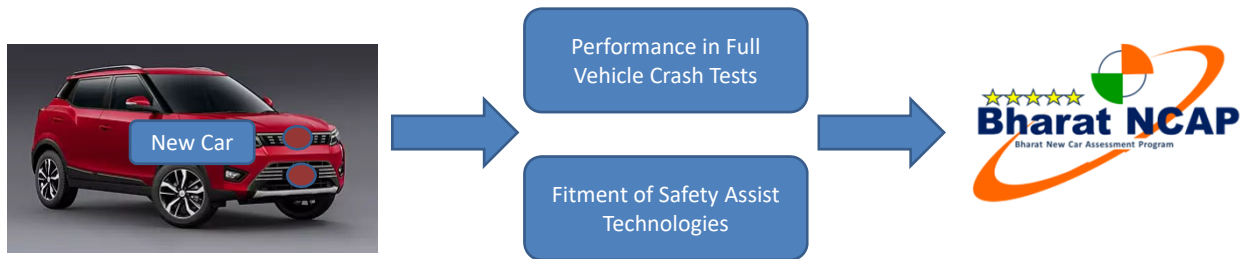 New Car
Performance in Full
Vehicle Crash Tests
Fitment of Safety Assist
Technologies
Bharat NCAP
Bharat New Car Assessment Program